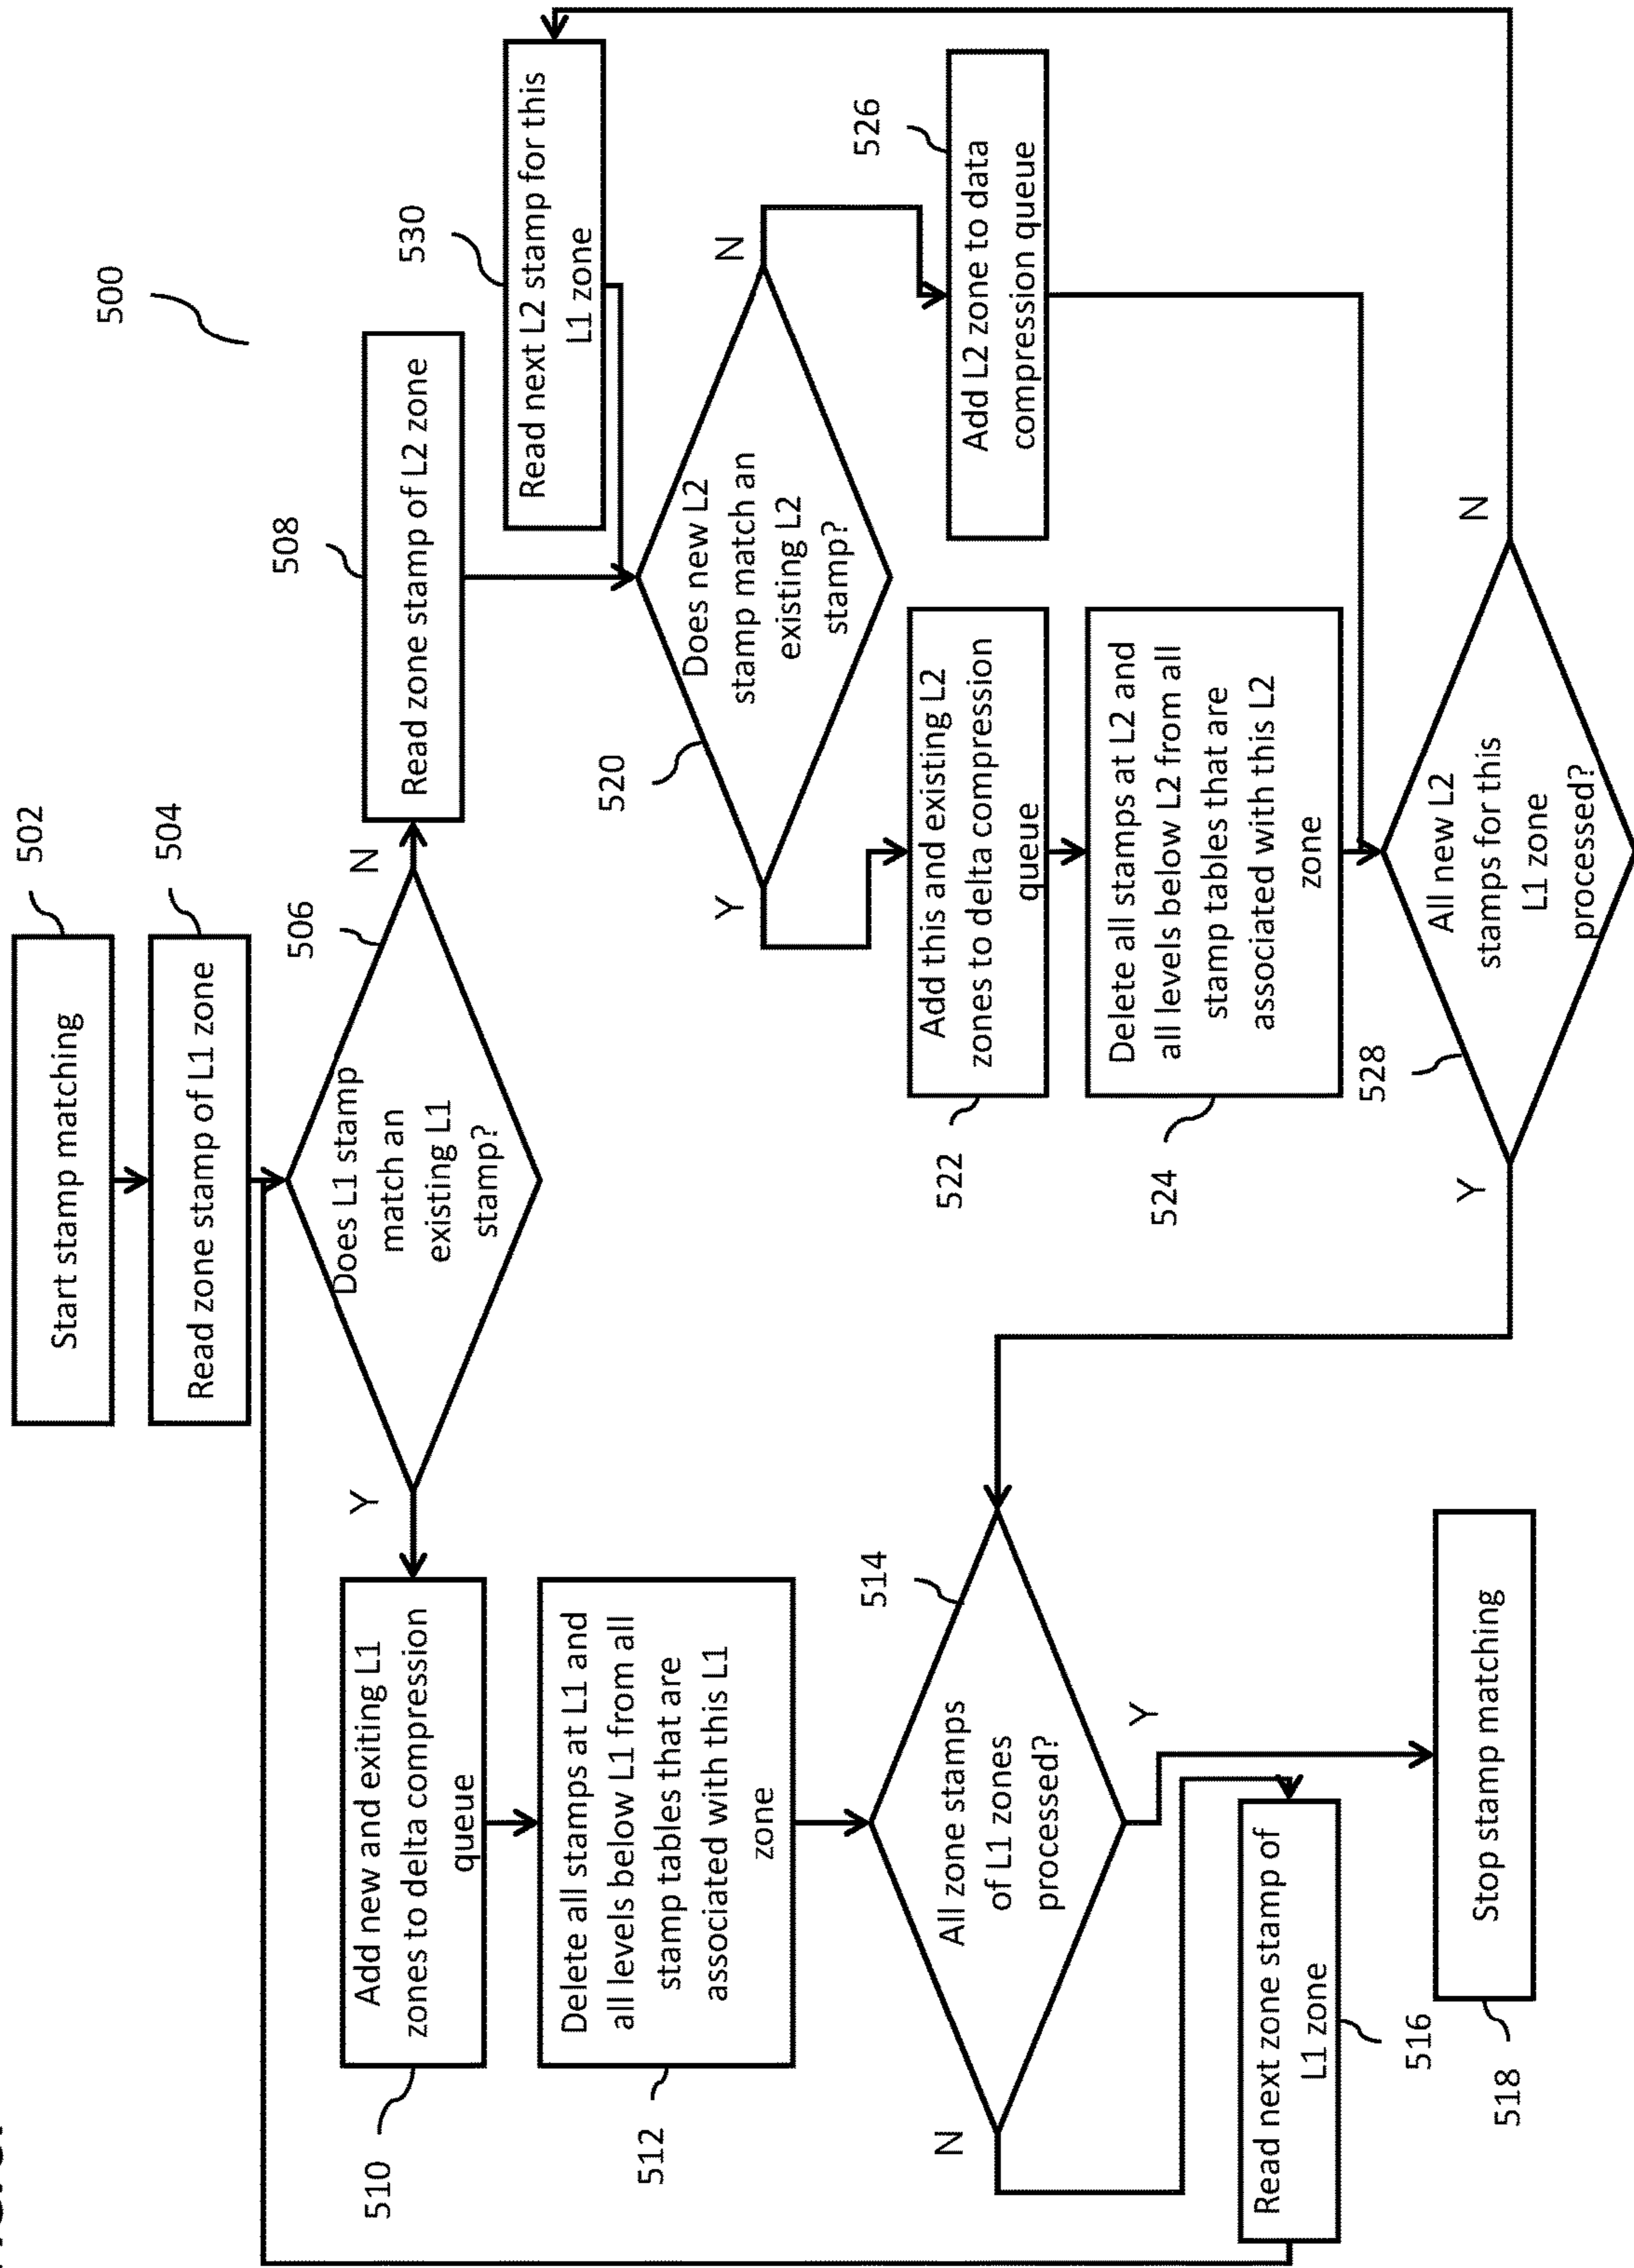 500
502
Start stamp matching
504
Read zone stamp of L1 zone
506
Does L1 stamp
match an
existing L1
stamp?
Y
N
508
Read zone stamp of L2 zone
530
Read next L2 stamp for this
L1 zone
510
Add new and exiting L1
zones to delta compression
queue
520
Does new L2
stamp match an
existing L2
stamp?
Y
N
512
Delete all stamps at L1 and
all levels below L1 from all
stamp tables that are
associated with this L1
zone
522
Add this and existing L2
zones to delta compression
queue
526
Add L2 zone to data
compression queue
524
Delete all stamps at L2 and
all levels below L2 from all
stamp tables that are
associated with this L2
zone
514
All zone stamps
of L1 zones
processed?
N
Y
528
All new L2
stamps for this
L1 zone
processed?
Y
N
516
Read next zone stamp of
L1 zone
518
Stop stamp matching